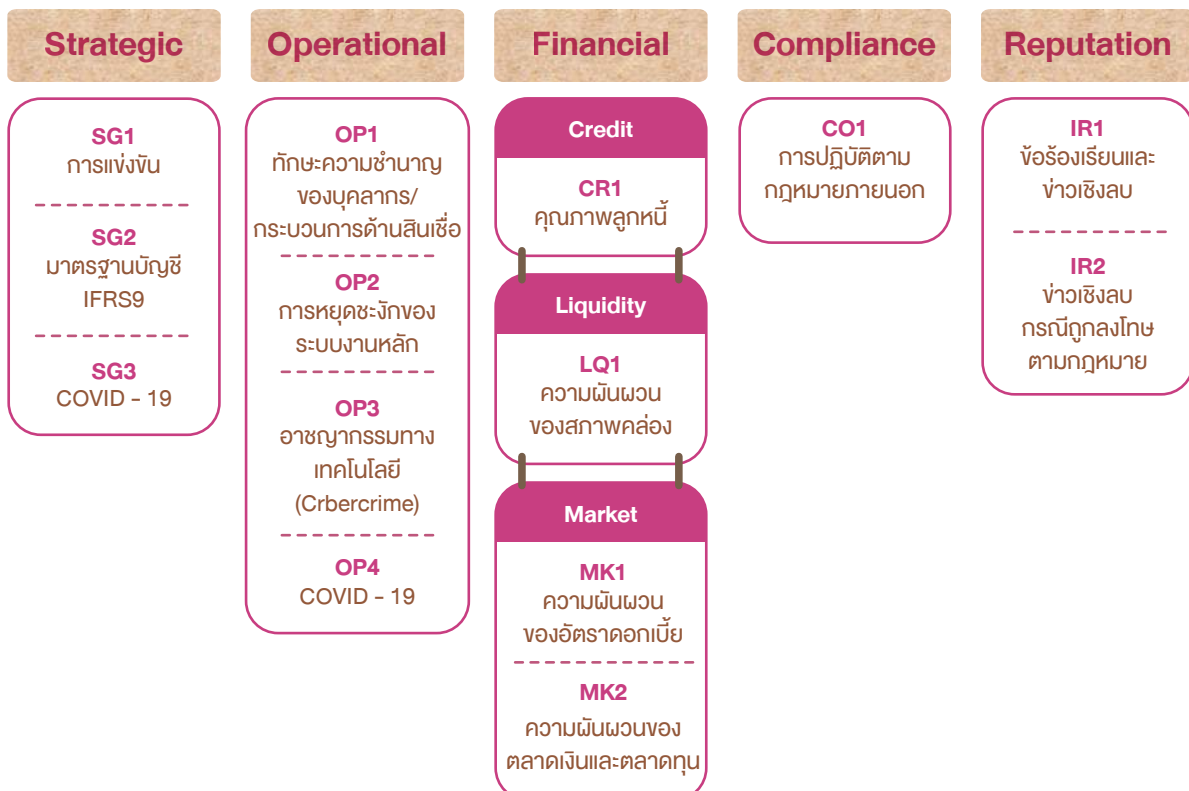 Strategic
SG1
การแข่งขัน
SG2
มาตรฐานบัญชี
IFRS9
SG3
COVID - 19
Operational
OP1
ทักษะความชำนาญ
ของบุคลากร/
กระบวนการด้านสินเชื่อ
OP2
การหยุดชะงักของ
ระบบงานหลัก
OP3
อาชญากรรมทาง
เทคโนโลยี
(Crbercrime)
OP4
COVID - 19
Financial
Credit
CR1
คุณภาพลูกหนี้
Liquidity
LQ1
ความผันผวน
ของสภาพคล่อง
Market
MK1
ความผันผวน
ของอัตราดอกเบี้ย
MK2
ความผันผวนของ
ตลาดเงินและตลาดทุน
Compliance
CO1
การปฏิบัติตาม
กฎหมายภายนอก
Reputation
IR1
ข้อร้องเรียนและ
ข่าวเชิงลบ
IR2
ข่าวเชิงลบ
กรณีถูกลงโทษ
ตามกฎหมาย